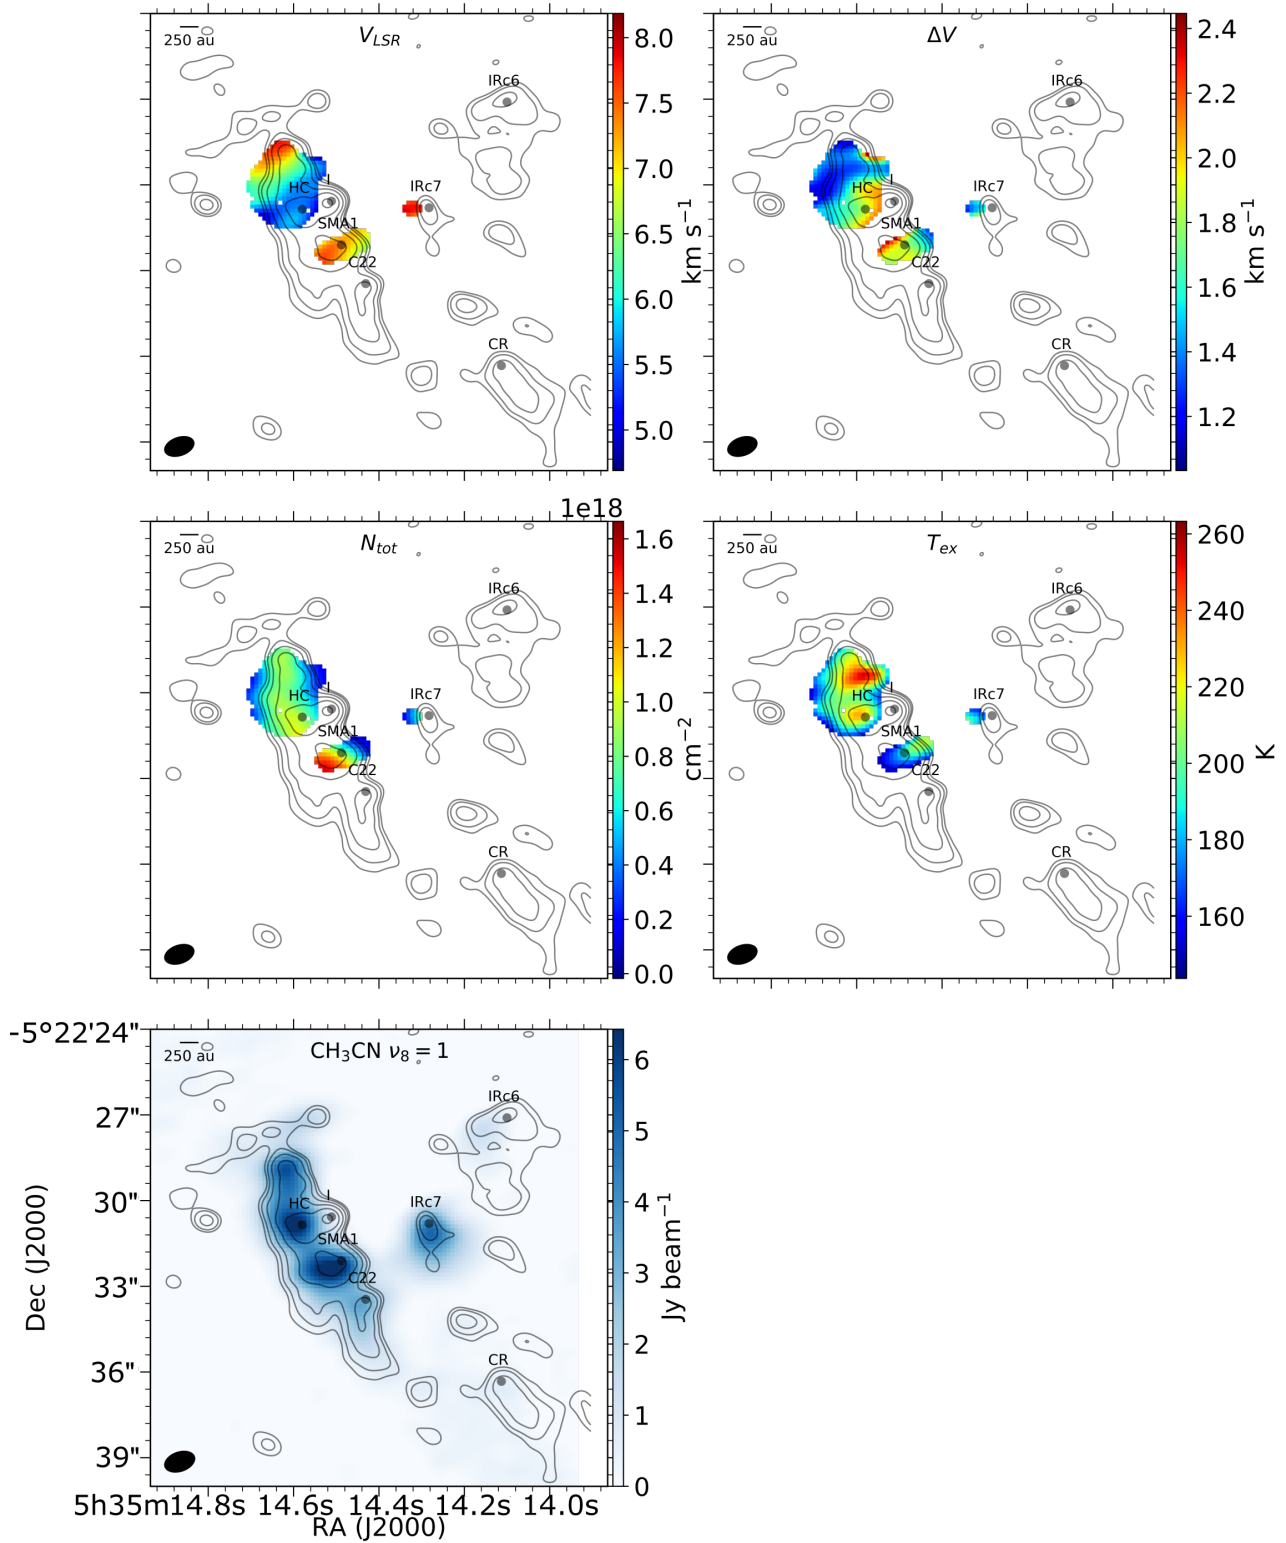 250 au
V_LSR
IRc6
HC
I
IRc7
SMA1
C22
CR
8.0
7.5
7.0
6.5
6.0
5.5
5.0
km s⁻¹
250 au
ΔV
IRc6
HC
I
IRc7
SMA1
C22
CR
2.4
2.2
2.0
1.8
1.6
1.4
1.2
km s⁻¹
1e18
250 au
N_tot
IRc6
HC
I
IRc7
SMA1
C22
CR
1.6
1.4
1.2
1.0
0.8
0.6
0.4
0.2
0.0
cm⁻²
250 au
T_ex
IRc6
HC
I
IRc7
SMA1
C22
CR
260
240
220
200
180
160
K
-5°22'24"
27"
30"
33"
36"
39"
Dec (J2000)
250 au
CH₃CN ν₈ = 1
IRc6
HC
I
IRc7
SMA1
C22
CR
6
5
4
3
2
1
0
Jy beam⁻¹
5h35m14.8s 14.6s 14.4s 14.2s 14.0s
RA (J2000)